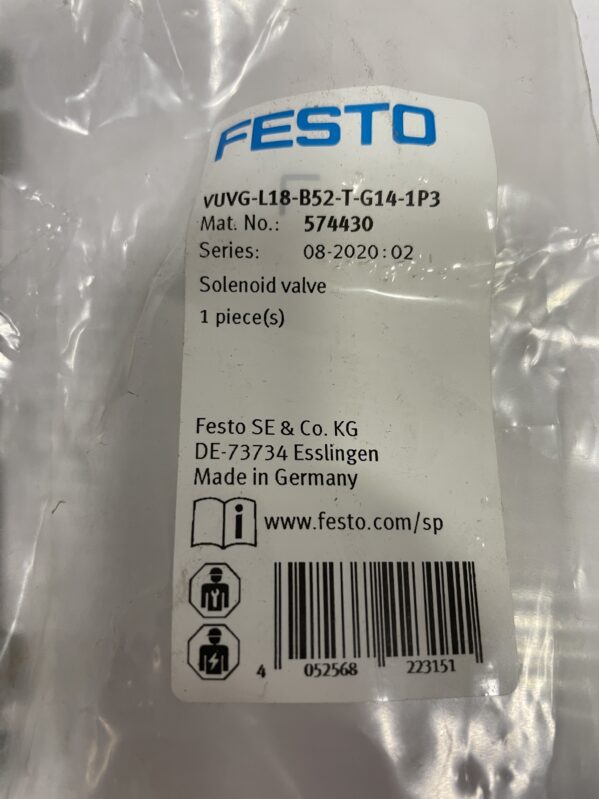 FESTO
VUVG-L18-B52-T-G14-1P3
Mat. No.: 574430
Series: 08-2020:02
Solenoid valve
1 piece(s)
Festo SE & Co. KG
DE-73734 Esslingen
Made in Germany
i www.festo.com/sp
4 052568 223151